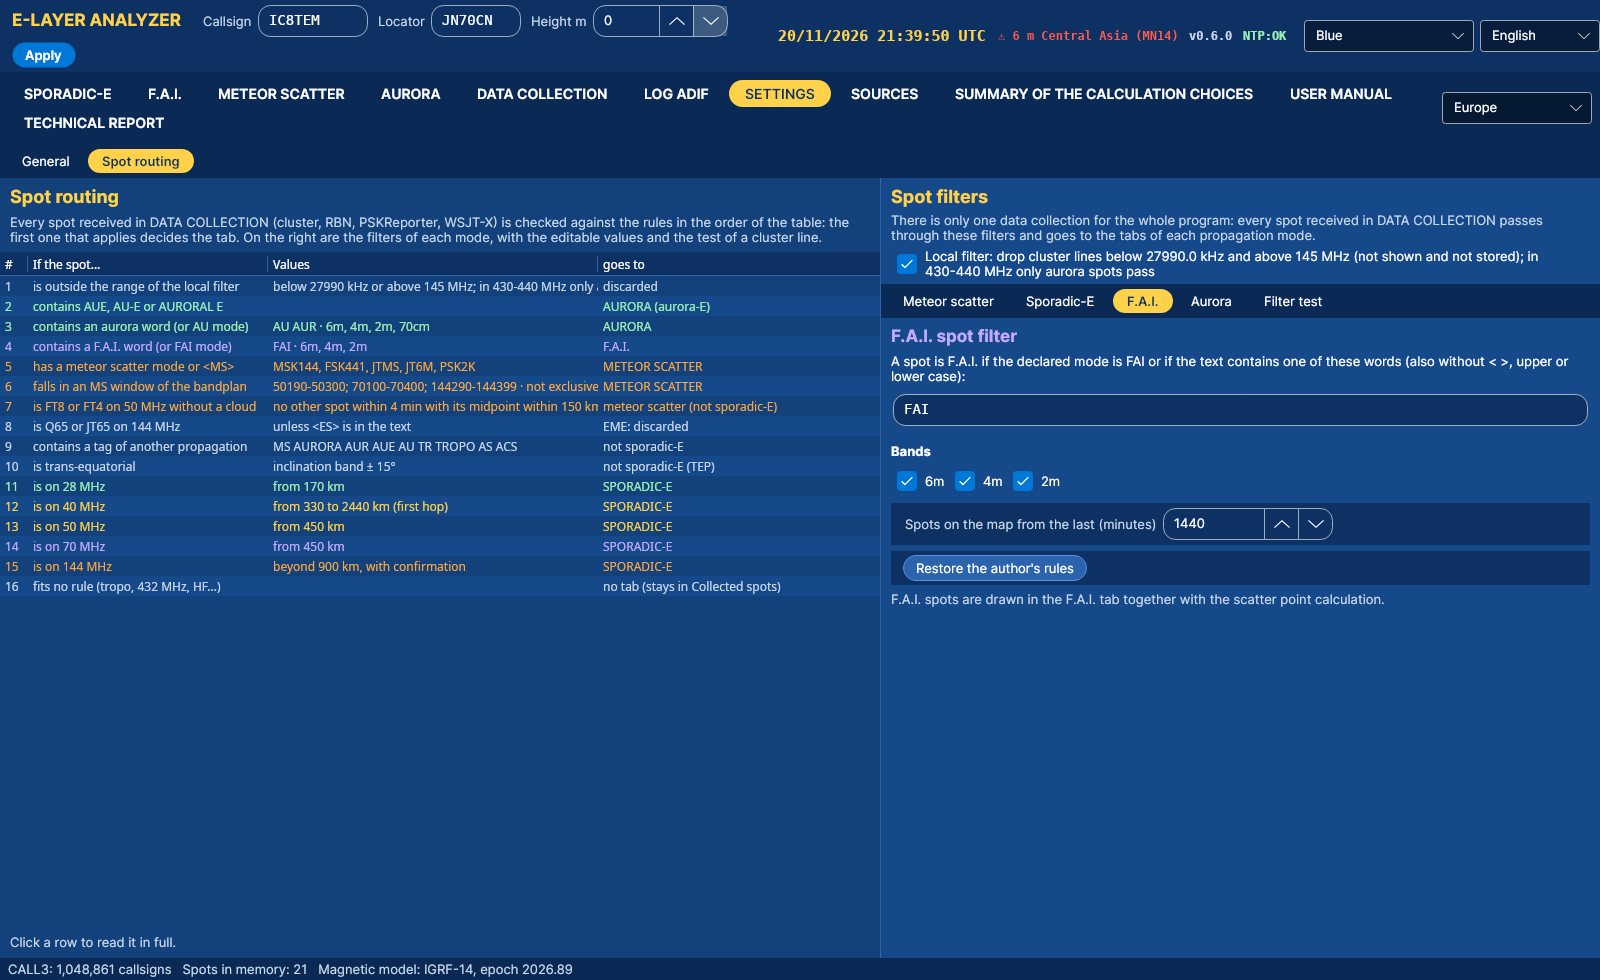 E-LAYER ANALYZER Callsign IC8TEM Locator JN70CN Height m 0
20/11/2026 21:39:50 UTC ⚠ 6 m Central Asia (MN14) v0.6.0 NTP:OK Blue English
Apply
SPORADIC-E F.A.I. METEOR SCATTER AURORA DATA COLLECTION LOG ADIF SETTINGS SOURCES SUMMARY OF THE CALCULATION CHOICES USER MANUAL
TECHNICAL REPORT
Europe
General Spot routing
Spot routing
Every spot received in DATA COLLECTION (cluster, RBN, PSKReporter, WSJT-X) is checked against the rules in the order of the table: the
first one that applies decides the tab. On the right are the filters of each mode, with the editable values and the test of a cluster line.
# If the spot... Values goes to
1 is outside the range of the local filter below 27990 kHz or above 145 MHz; in 430-440 MHz only discarded
2 contains AUE, AU-E or AURORAL E AURORA (aurora-E)
3 contains an aurora word (or AU mode) AU AUR · 6m, 4m, 2m, 70cm AURORA
4 contains a F.A.I. word (or FAI mode) FAI · 6m, 4m, 2m F.A.I.
5 has a meteor scatter mode or <MS> MSK144, FSK441, JTMS, JT6M, PSK2K METEOR SCATTER
6 falls in an MS window of the bandplan 50190-50300; 70100-70400; 144290-144399 · not exclusive METEOR SCATTER
7 is FT8 or FT4 on 50 MHz without a cloud no other spot within 4 min with its midpoint within 150 km meteor scatter (not sporadic-E)
8 is Q65 or JT65 on 144 MHz unless <ES> is in the text EME: discarded
9 contains a tag of another propagation MS AURORA AUR AUE AU TR TROPO AS ACS not sporadic-E
10 is trans-equatorial inclination band ± 15° not sporadic-E (TEP)
11 is on 28 MHz from 170 km SPORADIC-E
12 is on 40 MHz from 330 to 2440 km (first hop) SPORADIC-E
13 is on 50 MHz from 450 km SPORADIC-E
14 is on 70 MHz from 450 km SPORADIC-E
15 is on 144 MHz beyond 900 km, with confirmation SPORADIC-E
16 fits no rule (tropo, 432 MHz, HF...) no tab (stays in Collected spots)
Click a row to read it in full.
Spot filters
There is only one data collection for the whole program: every spot received in DATA COLLECTION passes
through these filters and goes to the tabs of each propagation mode.
Local filter: drop cluster lines below 27990.0 kHz and above 145 MHz (not shown and not stored); in
430-440 MHz only aurora spots pass
Meteor scatter Sporadic-E F.A.I. Aurora Filter test
F.A.I. spot filter
A spot is F.A.I. if the declared mode is FAI or if the text contains one of these words (also without < >, upper or
lower case):
FAI
Bands
6m 4m 2m
Spots on the map from the last (minutes) 1440
Restore the author's rules
F.A.I. spots are drawn in the F.A.I. tab together with the scatter point calculation.
CALL3: 1,048,861 callsigns Spots in memory: 21 Magnetic model: IGRF-14, epoch 2026.89